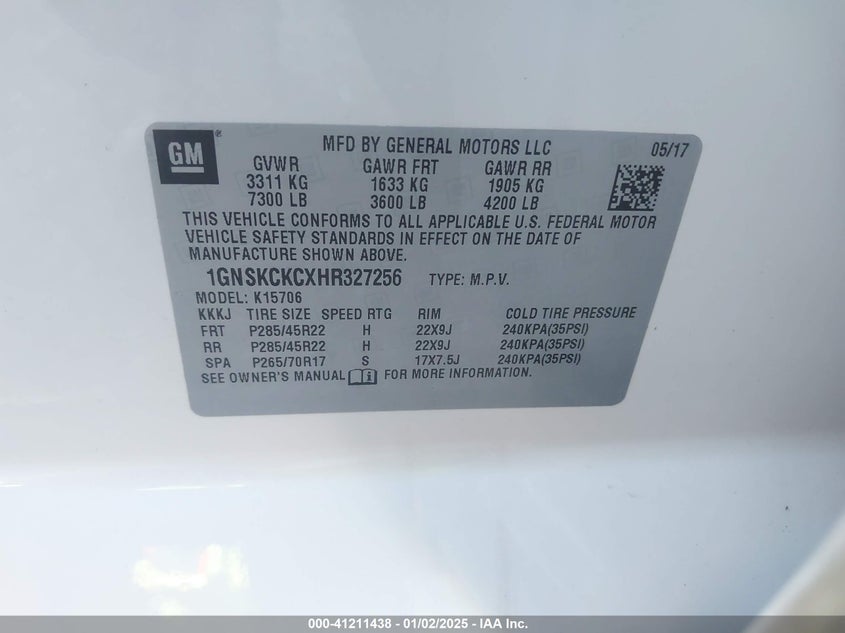 GM ®
MFD BY GENERAL MOTORS LLC 05/17
GVWR GAWR FRT GAWR RR
3311 KG 1633 KG 1905 KG
7300 LB 3600 LB 4200 LB
THIS VEHICLE CONFORMS TO ALL APPLICABLE U.S. FEDERAL MOTOR
VEHICLE SAFETY STANDARDS IN EFFECT ON THE DATE OF
MANUFACTURE SHOWN ABOVE.
1GNSKCKCXHR327256 TYPE: M.P.V.
MODEL: K15706
KKKJ TIRE SIZE SPEED RTG RIM COLD TIRE PRESSURE
FRT P285/45R22 H 22X9J 240KPA(35PSI)
RR P285/45R22 H 22X9J 240KPA(35PSI)
SPA P265/70R17 S 17X7.5J 240KPA(35PSI)
SEE OWNER'S MANUAL FOR MORE INFORMATION.
000-41211438 - 01/02/2025 - IAA Inc.